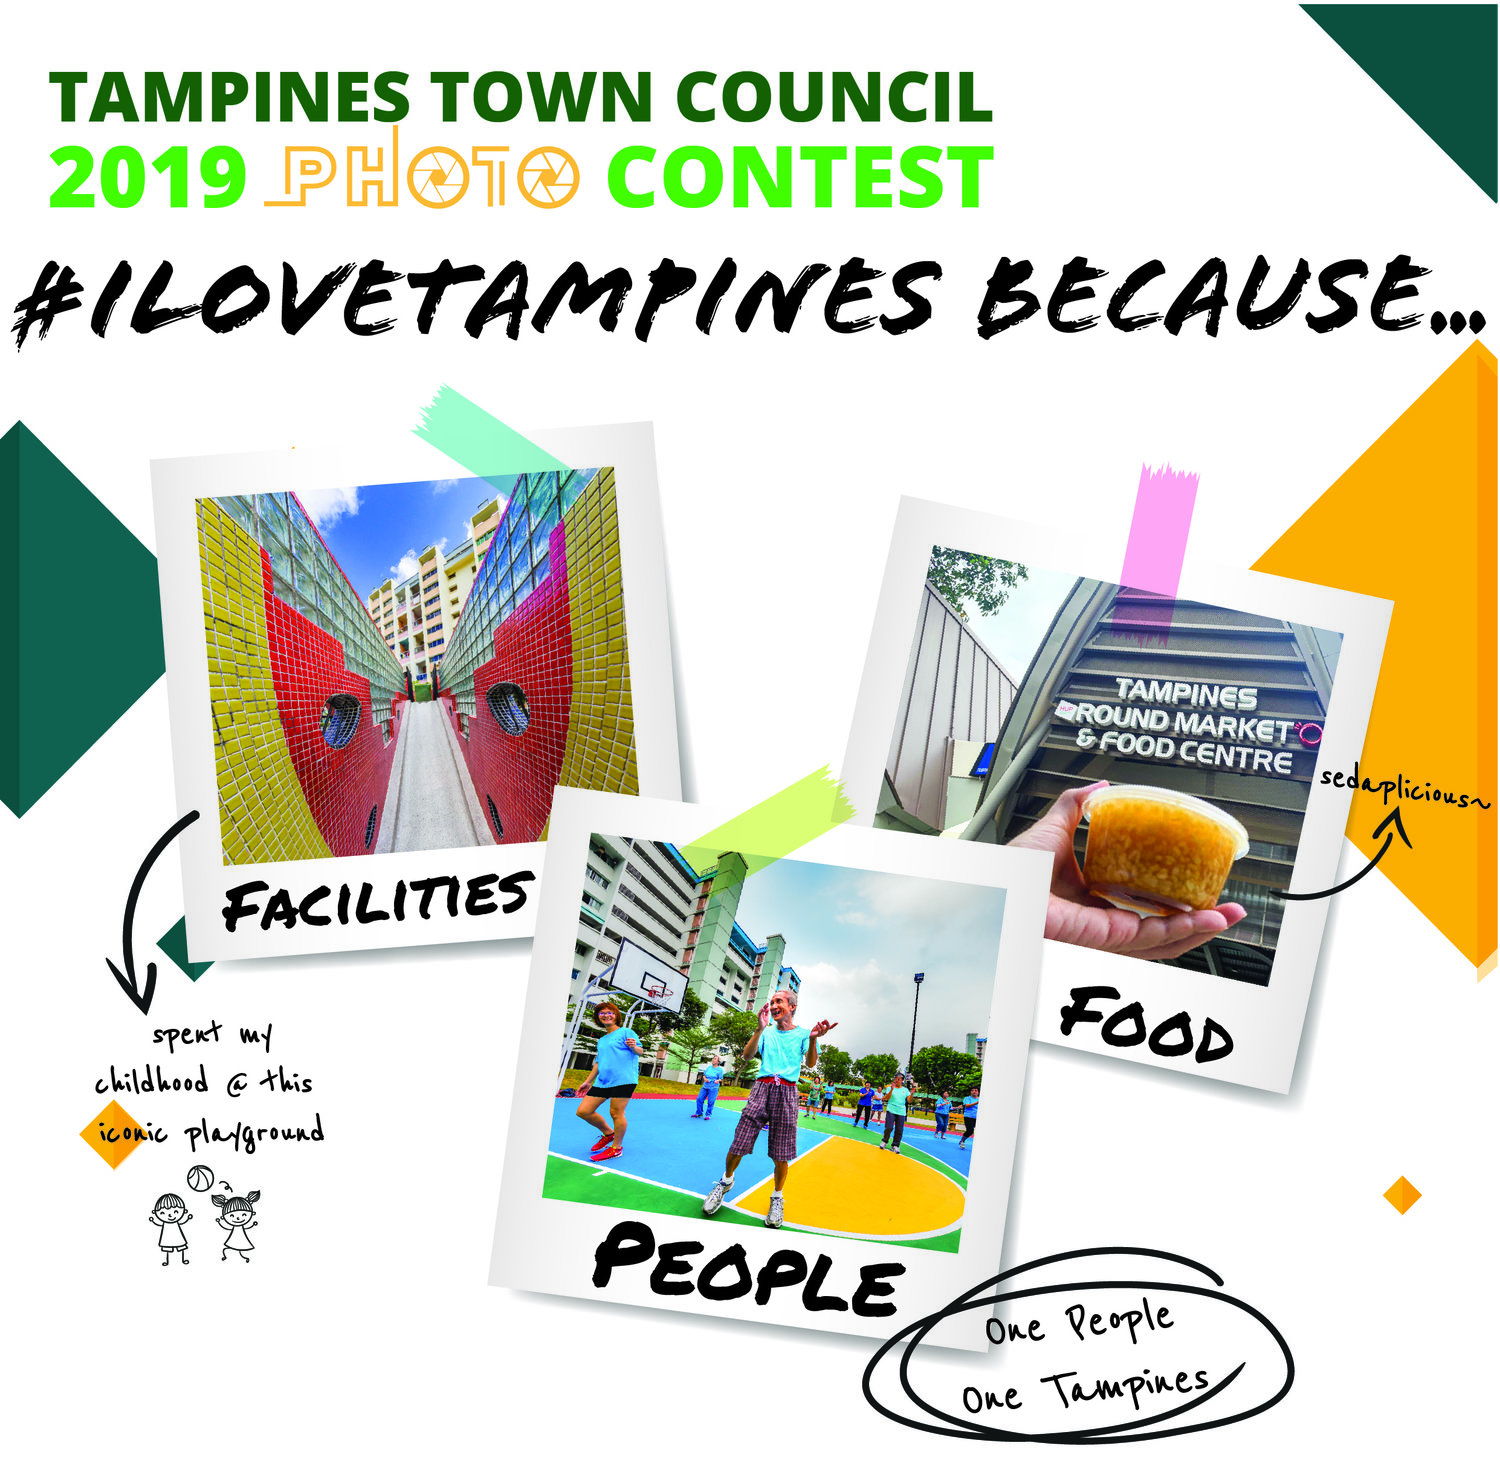 TAMPINES TOWN COUNCIL
2019 PHOTO CONTEST
#ILOVETAMPINES BECAUSE...
TAMPINES
ROUND MARKET
& FOOD CENTRE
sedaplicious~
FACILITIES
FOOD
spent my
childhood @ this
iconic playground
PEOPLE
One People
One Tampines